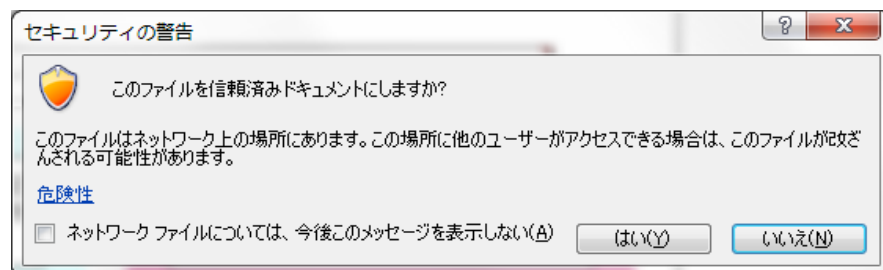 セキュリティの警告
このファイルを信頼済みドキュメントにしますか?
このファイルはネットワーク上の場所にあります。この場所に他のユーザーがアクセスできる場合は、このファイルが改ざ
んされる可能性があります。
危険性
ネットワーク ファイルについては、今後このメッセージを表示しない(A)
はい(Y)
いいえ(N)